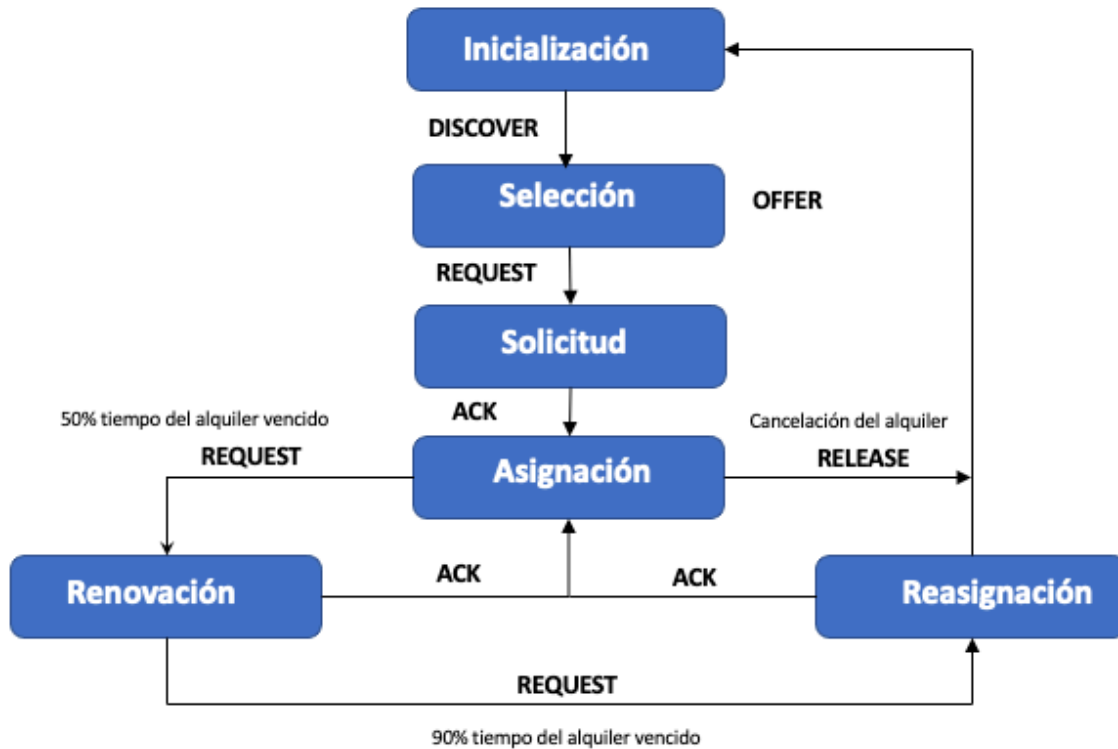 Inicialización
DISCOVER
Selección
OFFER
REQUEST
Solicitud
ACK
50% tiempo del alquiler vencido
REQUEST
Asignación
Cancelación del alquiler
RELEASE
Renovación
ACK
ACK
Reasignación
REQUEST
90% tiempo del alquiler vencido